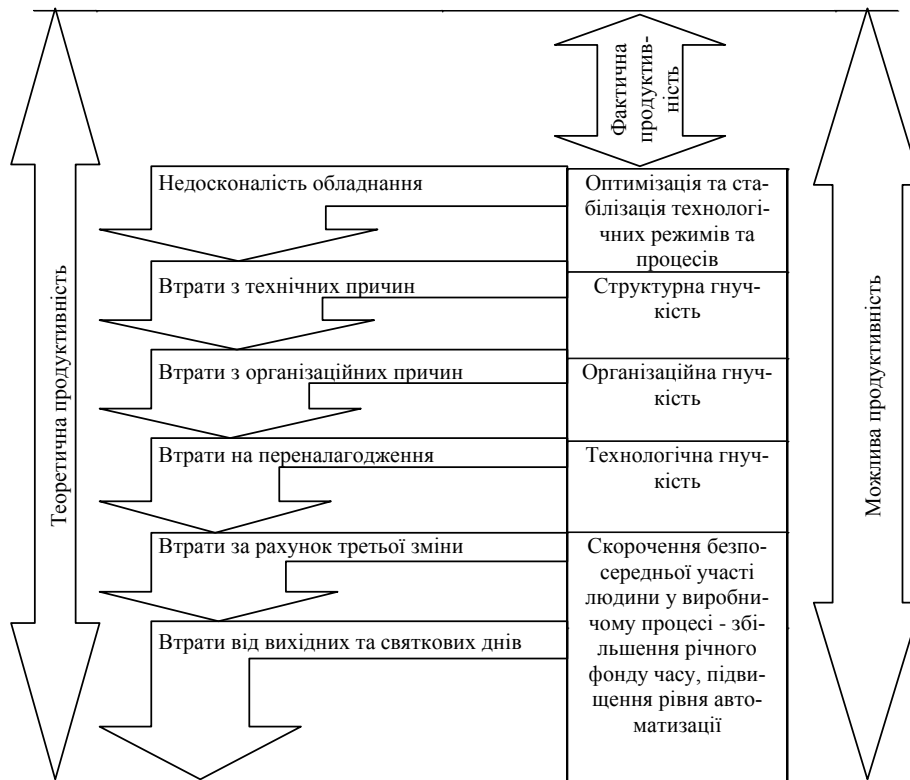 Теоретична продуктивність
Фактична
продуктив-
ність
Недосконалість обладнання
Оптимізація та ста-
білізація технологі-
чних режимів та
процесів
Втрати з технічних причин
Структурна гнуч-
кість
Втрати з організаційних причин
Організаційна гнуч-
кість
Втрати на переналагодження
Технологічна гнуч-
кість
Втрати за рахунок третьої зміни
Втрати від вихідних та святкових днів
Скорочення безпо-
середньої участі
людини у виробни-
чому процесі - збі-
льшення річного
фонду часу, підви-
щення рівня авто-
матизації
Можлива продуктивність